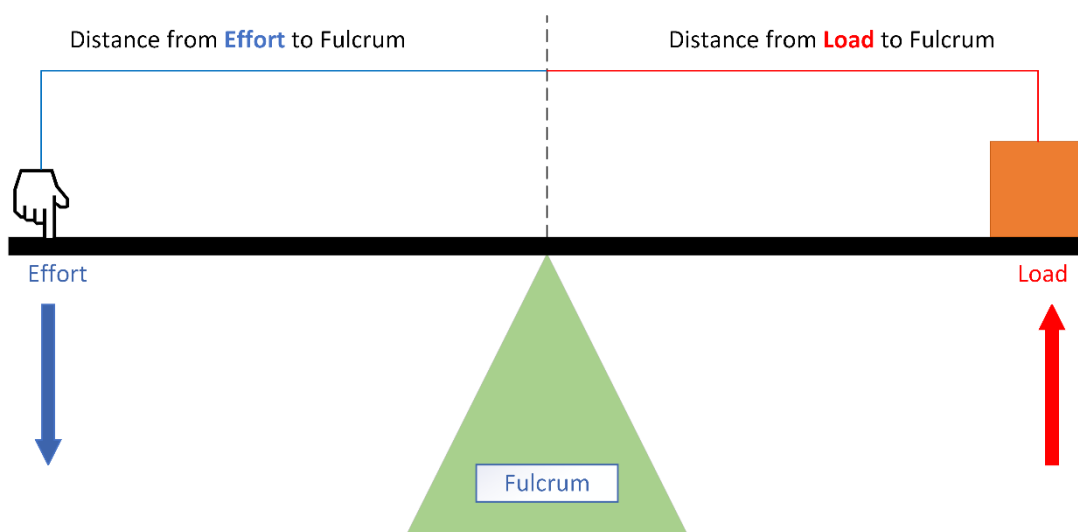 Distance from Effort to Fulcrum
Distance from Load to Fulcrum
Effort
Load
Fulcrum